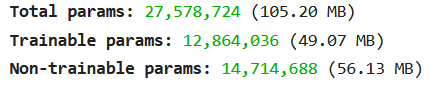 Total params: 27,578,724 (105.20 MB)
Trainable params: 12,864,036 (49.07 MB)
Non-trainable params: 14,714,688 (56.13 MB)